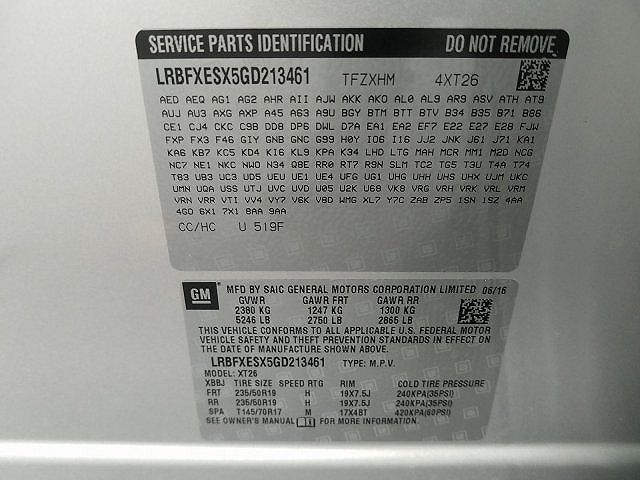 SERVICE PARTS IDENTIFICATION DO NOT REMOVE
LRBFXESX5GD213461 TFZXHM 4XT26
AED AEQ AG1 AG2 AHR AII AJW AKK AKO AL0 AL9 AR9 ASV ATH AT9
AUJ AU3 AXG AXP A45 A63 A9U BGY BTM BTT BTV B34 B35 B71 B86
CE1 CJ4 CKC C9B DD8 DP6 DWL D7A EA1 EA2 EF7 E22 E27 E28 FJW
FXP FX3 F46 GIY GNB GNC GXC G99 H0Y IO6 I16 JJ2 JNK J61 J71 KA1
KA6 KB7 KC5 KD4 KI6 KL9 KPA K34 LHD LTG MAH MCR MM1 M2D NCG
NC7 NE1 NKC NWO N34 Q8E RR0 RT7 R9N SLM TC2 TG5 T3U T4A T74
T83 UB3 UC3 UD5 UEU UE1 UE4 UFG UG1 UHG UHH UHS UHX UJM UKC
UMN UQA USS UTJ UVC UVD U05 U2K U68 VK8 VRG VRH VRL VRM
VRN VRR VTI VV4 VY7 V6K V8D WMG XL7 Y7C ZAB ZP5 1SN 1SZ 4AA
4G0 6X1 7X1 8AA 9AA
CC/HC U 519F
GM MFD BY SAIC GENERAL MOTORS CORPORATION LIMITED 06/16
GVWR GAWR FRT GAWR RR
2380 KG 1247 KG 1300 KG
5246 LB 2750 LB 2865 LB
THIS VEHICLE CONFORMS TO ALL APPLICABLE U.S. FEDERAL MOTOR
VEHICLE SAFETY AND THEFT PREVENTION STANDARDS IN EFFECT
ON THE DATE OF MANUFACTURE SHOWN ABOVE.
LRBFXESX5GD213461 TYPE: M.P.V.
MODEL: XT26
XBBJ TIRE SIZE SPEED RTG RIM COLD TIRE PRESSURE
FRT 235/50R19 H 19X7.5J 240KPA(35PSI)
RR 235/50R19 H 19X7.5J 240KPA(35PSI)
SPA T145/70R17 M 17X4BT 420KPA(60PSI)
SEE OWNER'S MANUAL FOR MORE INFORMATION.